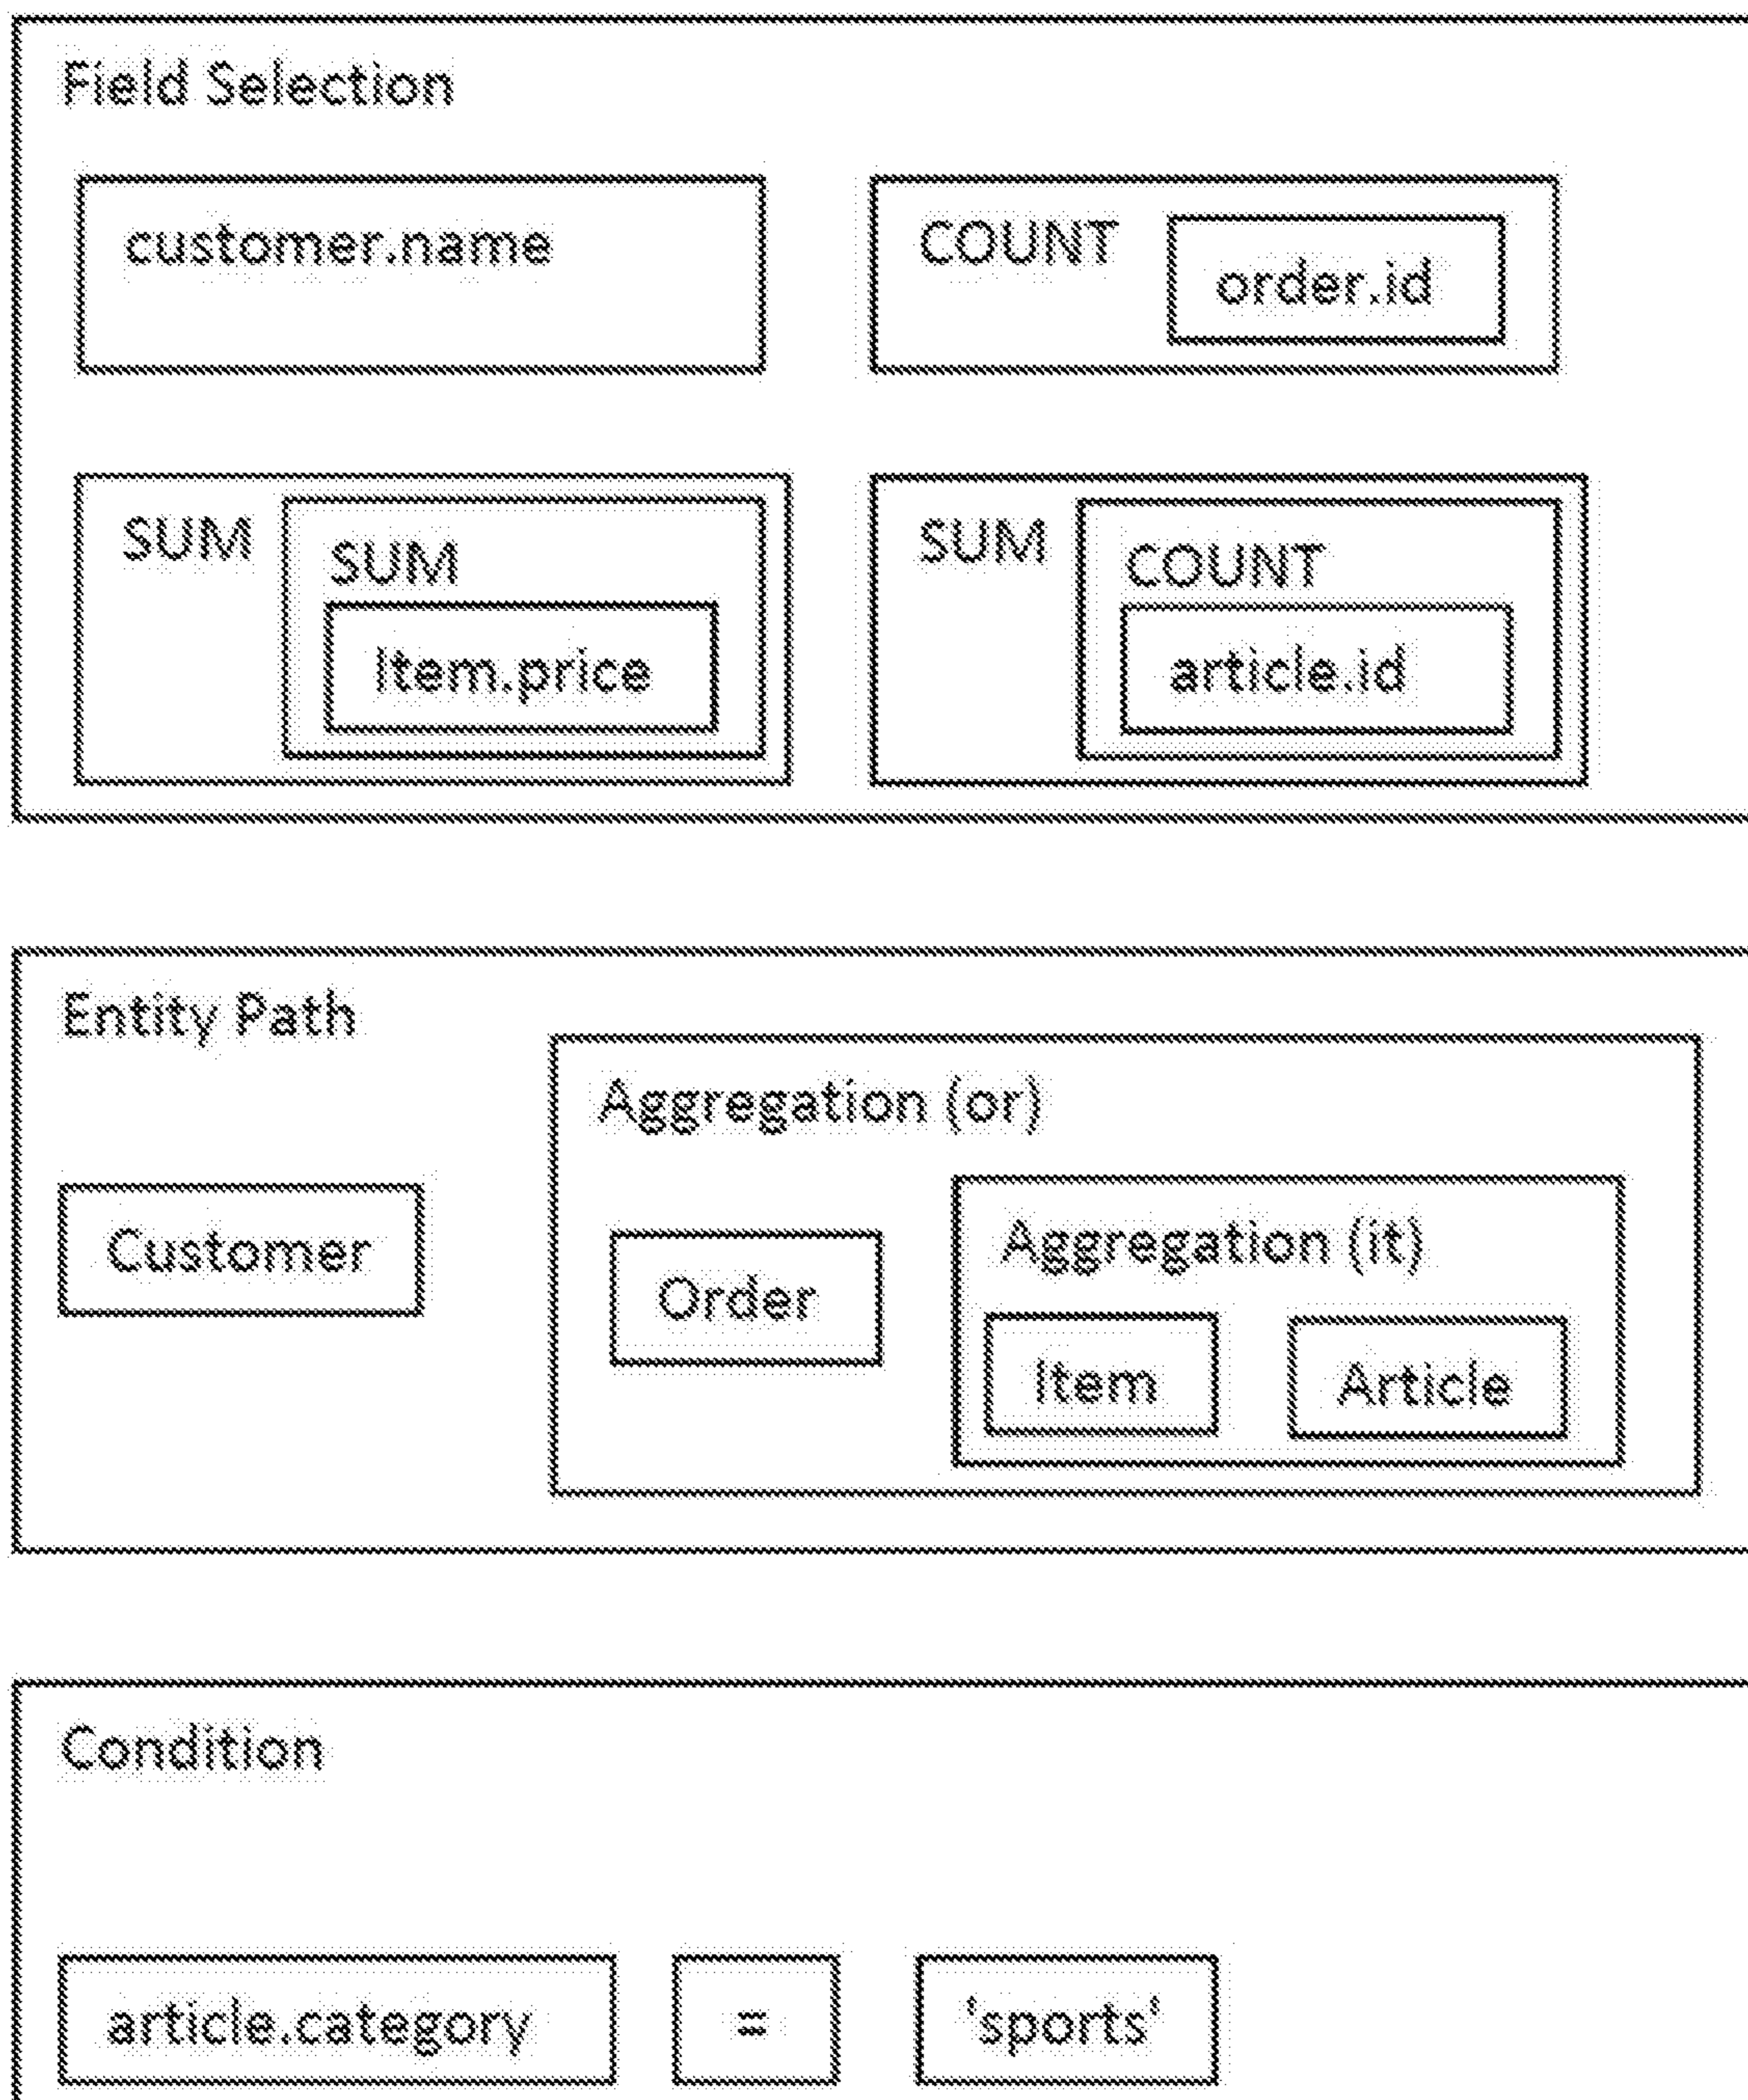 Field Selection
customer.name
COUNT
order.id
SUM
SUM
Item.price
SUM
COUNT
article.id
Entity Path
Aggregation (or)
Customer
Order
Aggregation (it)
Item
Article
Condition
article.category
=
'sports'